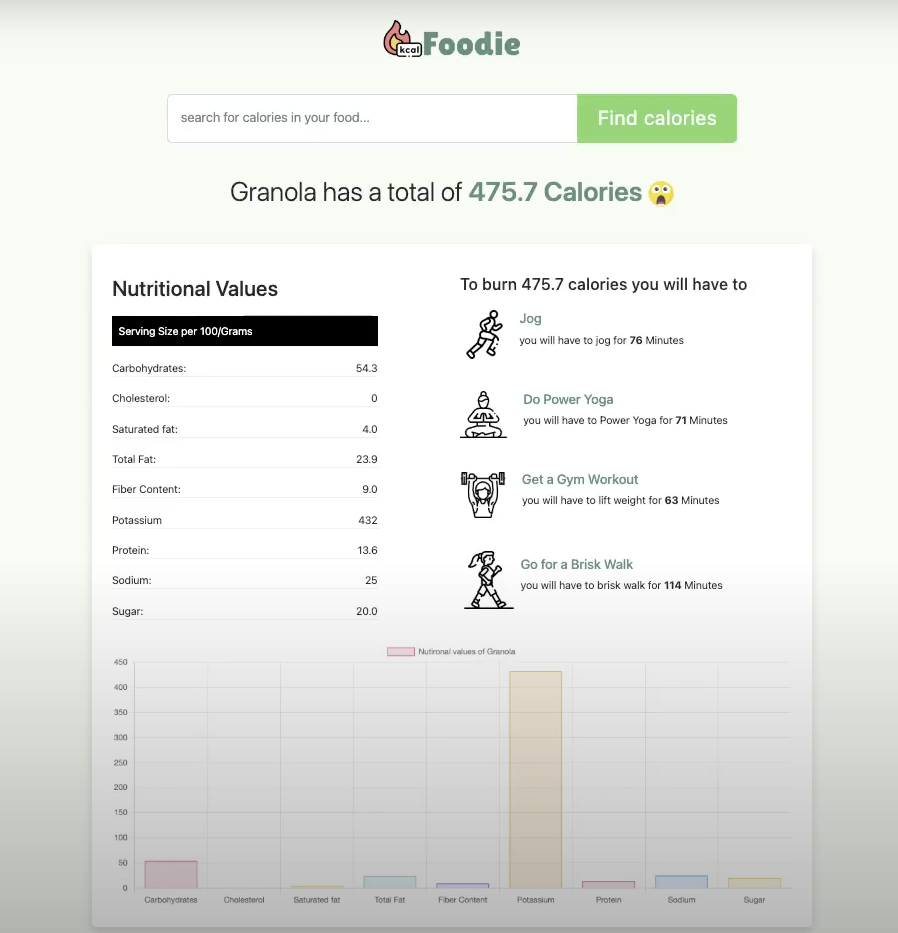 kcal Foodie
search for calories in your food...
Find calories
Granola has a total of 475.7 Calories 😲
Nutritional Values
Serving Size per 100/Grams
Carbohydrates: 54.3
Cholesterol: 0
Saturated fat: 4.0
Total Fat: 23.9
Fiber Content: 9.0
Potassium 432
Protein: 13.6
Sodium: 25
Sugar: 20.0
To burn 475.7 calories you will have to
Jog
you will have to jog for 76 Minutes
Do Power Yoga
you will have to Power Yoga for 71 Minutes
Get a Gym Workout
you will have to lift weight for 63 Minutes
Go for a Brisk Walk
you will have to brisk walk for 114 Minutes
Nutironal values of Granola
450
400
350
300
250
200
150
100
50
0
Carbohydrates Cholesterol Saturated fat Total Fat Fiber Content Potassium Protein Sodium Sugar